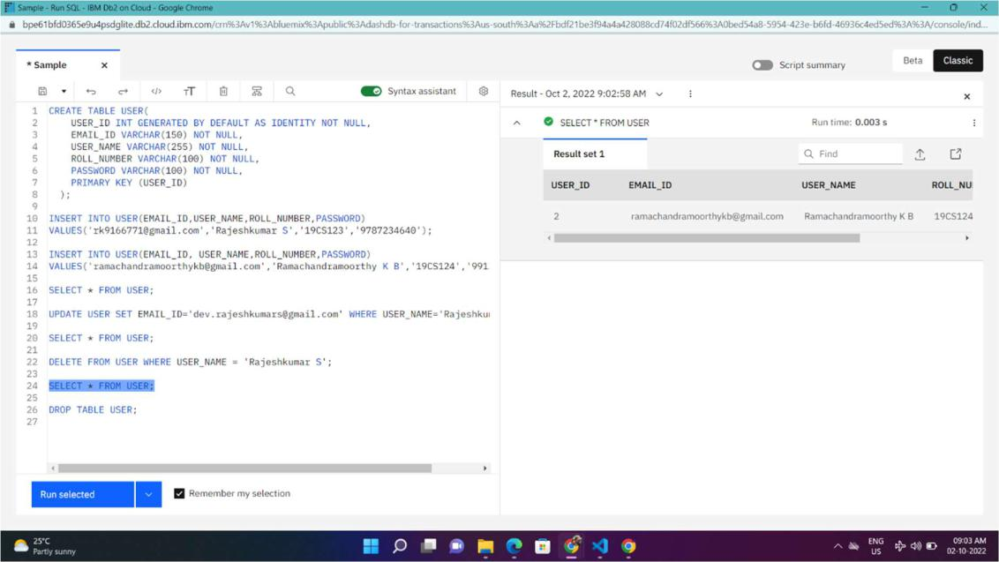 Sample - Run SQL - IBM Db2 on Cloud - Google Chrome
bpe61bfd0365e9u4psdglite.db2.cloud.ibm.com/crn%3Av1%3Abluemix%3Apublic%3Adashdb-for-transactions%3Aus-south%3Aa%2Fbdf21be3f94a4a428088cd74f02df566%3A0bed54a8-5954-423e-b6fd-46936c4ed5ed%3A%3A/console/ind...
* Sample
Script summary
Beta
Classic
Syntax assistant
Result - Oct 2, 2022 9:02:58 AM
1 CREATE TABLE USER(
2 USER_ID INT GENERATED BY DEFAULT AS IDENTITY NOT NULL,
3 EMAIL_ID VARCHAR(150) NOT NULL,
4 USER_NAME VARCHAR(255) NOT NULL,
5 ROLL_NUMBER VARCHAR(100) NOT NULL,
6 PASSWORD VARCHAR(100) NOT NULL,
7 PRIMARY KEY (USER_ID)
8 );
9
10 INSERT INTO USER(EMAIL_ID,USER_NAME,ROLL_NUMBER,PASSWORD)
11 VALUES('rk9166771@gmail.com','Rajeshkumar S','19CS123','9787234640');
12
13 INSERT INTO USER(EMAIL_ID, USER_NAME,ROLL_NUMBER,PASSWORD)
14 VALUES('ramachandramoorthykb@gmail.com','Ramachandramoorthy K B','19CS124','991
15
16 SELECT * FROM USER;
17
18 UPDATE USER SET EMAIL_ID='dev.rajeshkumars@gmail.com' WHERE USER_NAME='Rajeshku
19
20 SELECT * FROM USER;
21
22 DELETE FROM USER WHERE USER_NAME = 'Rajeshkumar S';
23
24 SELECT * FROM USER;
25
26 DROP TABLE USER;
27
SELECT * FROM USER
Run time: 0.003 s
Result set 1
Find
USER_ID EMAIL_ID USER_NAME ROLL_NU
2 ramachandramoorthykb@gmail.com Ramachandramoorthy K B 19CS124
Run selected
Remember my selection
25°C
Partly sunny
ENG
US
09:03 AM
02-10-2022